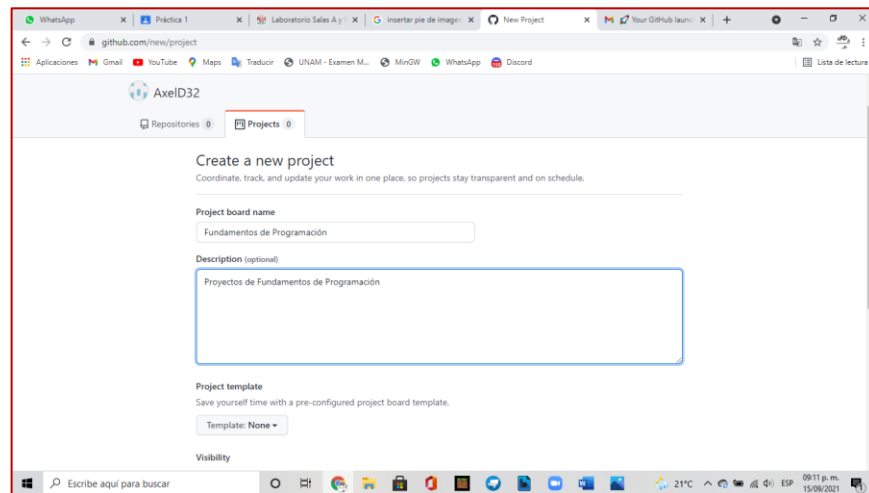 WhatsApp
Práctica 1
Laboratorio Salas A y
insertar pie de image
New Project
Your GitHub launc
github.com/new/project
Aplicaciones
Gmail
YouTube
Maps
Traducir
UNAM - Examen M...
MinGW
WhatsApp
Discord
Lista de lectura
AxelD32
Repositories 0
Projects 0
Create a new project
Coordinate, track, and update your work in one place, so projects stay transparent and on schedule.
Project board name
Fundamentos de Programación
Description (optional)
Proyectos de Fundamentos de Programación
Project template
Save yourself time with a pre-configured project board template.
Template: None
Visibility
Escribe aquí para buscar
21°C
ESP
09:11 p. m.
15/09/2021